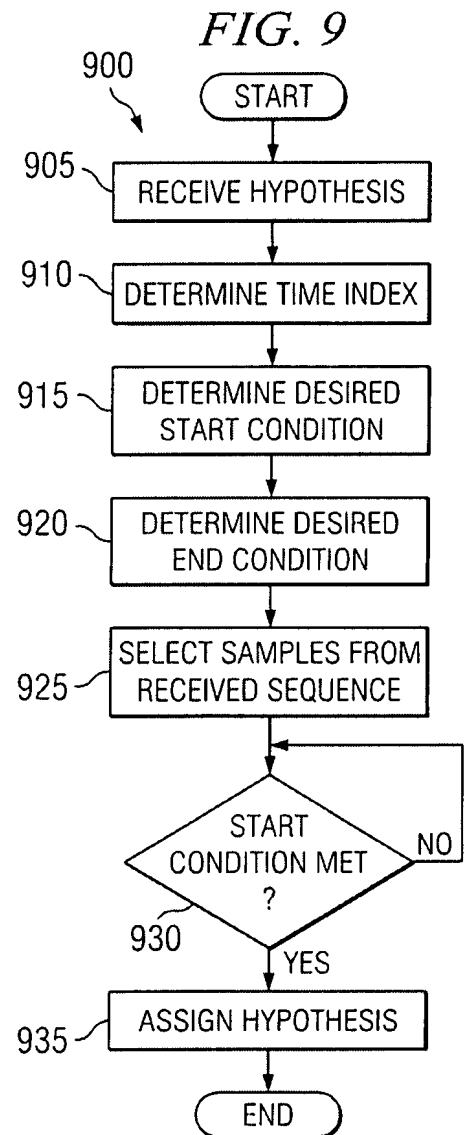 FIG. 9
900
START
905
RECEIVE HYPOTHESIS
910
DETERMINE TIME INDEX
915
DETERMINE DESIRED
START CONDITION
920
DETERMINE DESIRED
END CONDITION
925
SELECT SAMPLES FROM
RECEIVED SEQUENCE
START
CONDITION MET
?
NO
930
YES
935
ASSIGN HYPOTHESIS
END